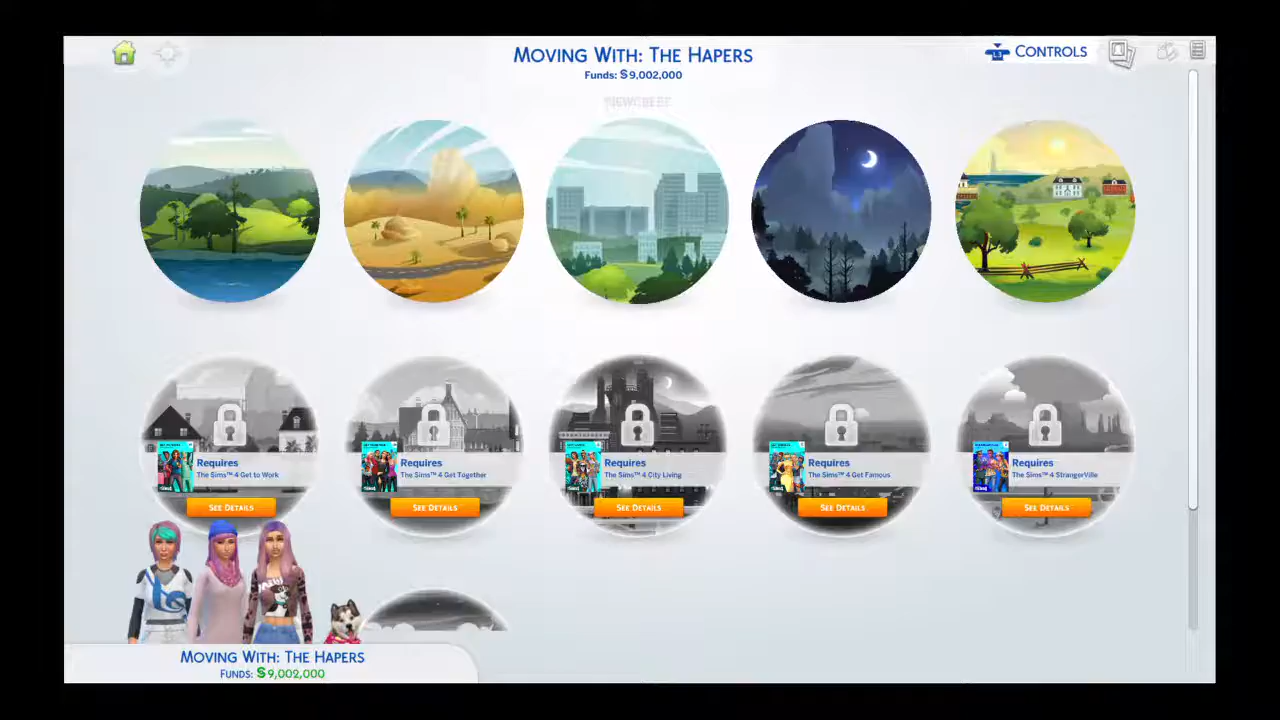 MOVING WITH: THE HAPERS
Funds: §9,002,000
L3
CONTROLS
NEWCREST
Requires
The Sims™ 4 Get to Work
SEE DETAILS
Requires
The Sims™ 4 Get Together
SEE DETAILS
Requires
The Sims™ 4 City Living
SEE DETAILS
Requires
The Sims™ 4 Get Famous
SEE DETAILS
Requires
The Sims™ 4 StrangerVille
SEE DETAILS
MOVING WITH: THE HAPERS
FUNDS: §9,002,000